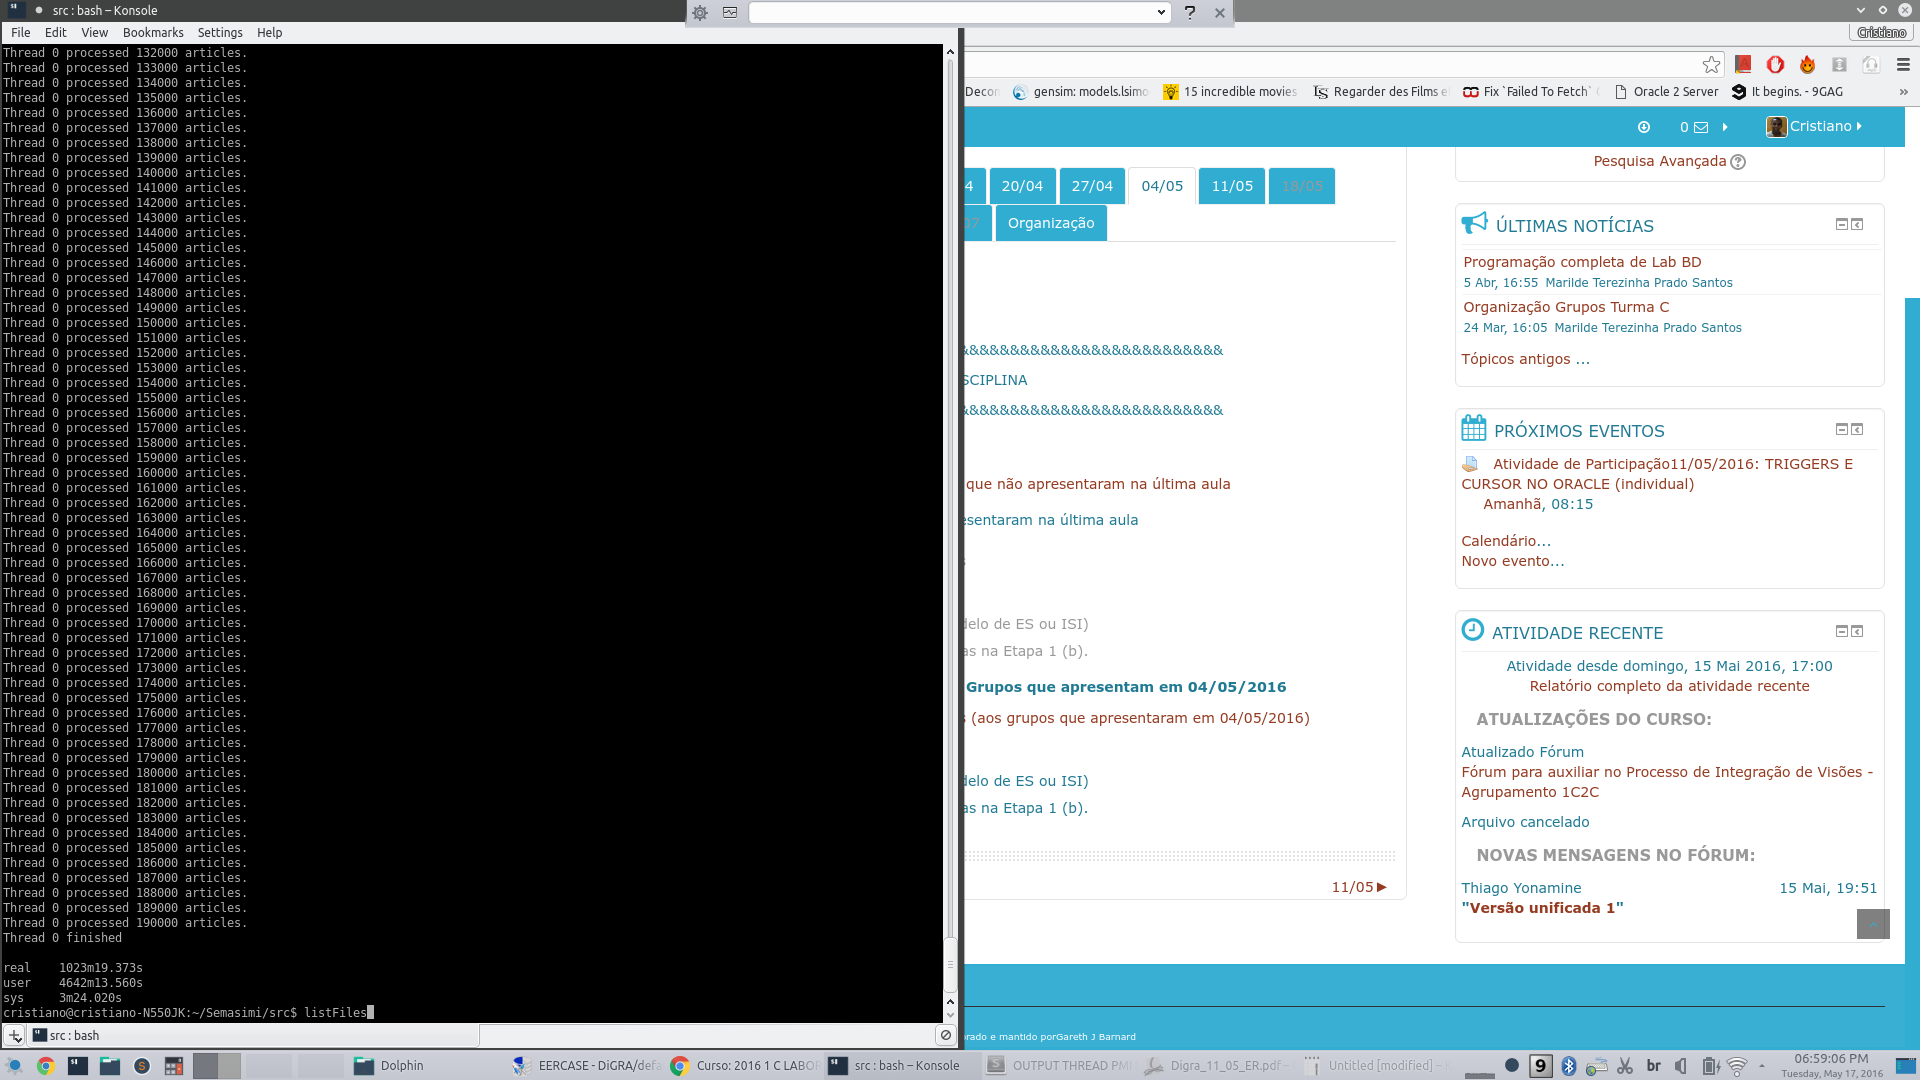 src : bash – Konsole
File Edit View Bookmarks Settings Help
Thread 0 processed 132000 articles.
Thread 0 processed 133000 articles.
Thread 0 processed 134000 articles.
Thread 0 processed 135000 articles.
Thread 0 processed 136000 articles.
Thread 0 processed 137000 articles.
Thread 0 processed 138000 articles.
Thread 0 processed 139000 articles.
Thread 0 processed 140000 articles.
Thread 0 processed 141000 articles.
Thread 0 processed 142000 articles.
Thread 0 processed 143000 articles.
Thread 0 processed 144000 articles.
Thread 0 processed 145000 articles.
Thread 0 processed 146000 articles.
Thread 0 processed 147000 articles.
Thread 0 processed 148000 articles.
Thread 0 processed 149000 articles.
Thread 0 processed 150000 articles.
Thread 0 processed 151000 articles.
Thread 0 processed 152000 articles.
Thread 0 processed 153000 articles.
Thread 0 processed 154000 articles.
Thread 0 processed 155000 articles.
Thread 0 processed 156000 articles.
Thread 0 processed 157000 articles.
Thread 0 processed 158000 articles.
Thread 0 processed 159000 articles.
Thread 0 processed 160000 articles.
Thread 0 processed 161000 articles.
Thread 0 processed 162000 articles.
Thread 0 processed 163000 articles.
Thread 0 processed 164000 articles.
Thread 0 processed 165000 articles.
Thread 0 processed 166000 articles.
Thread 0 processed 167000 articles.
Thread 0 processed 168000 articles.
Thread 0 processed 169000 articles.
Thread 0 processed 170000 articles.
Thread 0 processed 171000 articles.
Thread 0 processed 172000 articles.
Thread 0 processed 173000 articles.
Thread 0 processed 174000 articles.
Thread 0 processed 175000 articles.
Thread 0 processed 176000 articles.
Thread 0 processed 177000 articles.
Thread 0 processed 178000 articles.
Thread 0 processed 179000 articles.
Thread 0 processed 180000 articles.
Thread 0 processed 181000 articles.
Thread 0 processed 182000 articles.
Thread 0 processed 183000 articles.
Thread 0 processed 184000 articles.
Thread 0 processed 185000 articles.
Thread 0 processed 186000 articles.
Thread 0 processed 187000 articles.
Thread 0 processed 188000 articles.
Thread 0 processed 189000 articles.
Thread 0 processed 190000 articles.
Thread 0 finished
real 1023m19.373s
user 4642m13.560s
sys 3m24.020s
cristiano@cristiano-N550JK:~/Semasimi/src$ listFiles
src : bash
Cristiano
Decon gensim: models.lsimo 15 incredible movies Regarder des Films e Fix `Failed To Fetch` Oracle 2 Server It begins. - 9GAG »
0 Cristiano
4 20/04 27/04 04/05 11/05 18/05
07 Organização
&&&&&&&&&&&&&&&&&&&&&&&&&&
SCIPLINA
&&&&&&&&&&&&&&&&&&&&&&&&&&
que não apresentaram na última aula
esentaram na última aula
delo de ES ou ISI)
as na Etapa 1 (b).
Grupos que apresentam em 04/05/2016
s (aos grupos que apresentaram em 04/05/2016)
delo de ES ou ISI)
as na Etapa 1 (b).
11/05
Pesquisa Avançada
ÚLTIMAS NOTÍCIAS
Programação completa de Lab BD
5 Abr, 16:55 Marilde Terezinha Prado Santos
Organização Grupos Turma C
24 Mar, 16:05 Marilde Terezinha Prado Santos
Tópicos antigos ...
PRÓXIMOS EVENTOS
Atividade de Participação11/05/2016: TRIGGERS E
CURSOR NO ORACLE (individual)
Amanhã, 08:15
Calendário...
Novo evento...
ATIVIDADE RECENTE
Atividade desde domingo, 15 Mai 2016, 17:00
Relatório completo da atividade recente
ATUALIZAÇÕES DO CURSO:
Atualizado Fórum
Fórum para auxiliar no Processo de Integração de Visões -
Agrupamento 1C2C
Arquivo cancelado
NOVAS MENSAGENS NO FÓRUM:
Thiago Yonamine 15 Mai, 19:51
"Versão unificada 1"
orado e mantido porGareth J Barnard
Dolphin EERCASE - DiGRA/defa Curso: 2016 1 C LABOR src : bash – Konsole OUTPUT THREAD PM Digra_11_05_ER.pdf – Untitled [modified] – 9 br 06:59:06 PM
Tuesday, May 17, 2016